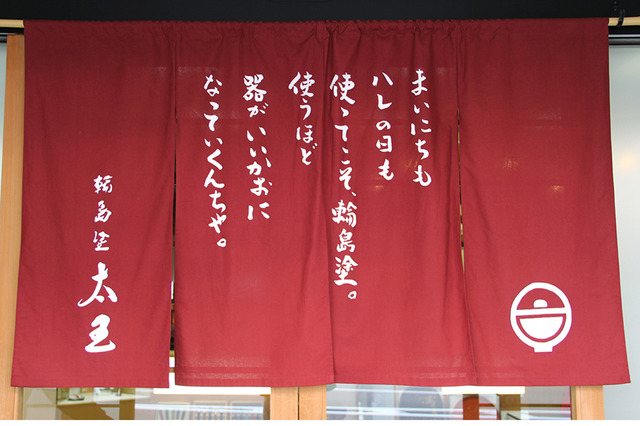 まいにちも
ハレの日も
使ってこそ、輪島塗。
使うほど
器がいいかおに
なっていくんちや。
輪島塗
太王